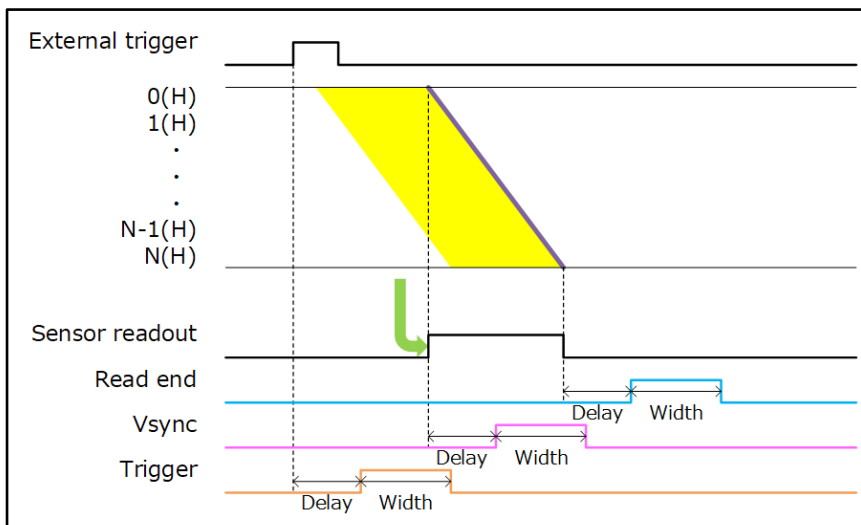 External trigger
0(H)
1(H)
·
·
·
N-1(H)
N(H)
Sensor readout
Read end
Delay Width
Vsync
Delay Width
Trigger
Delay Width